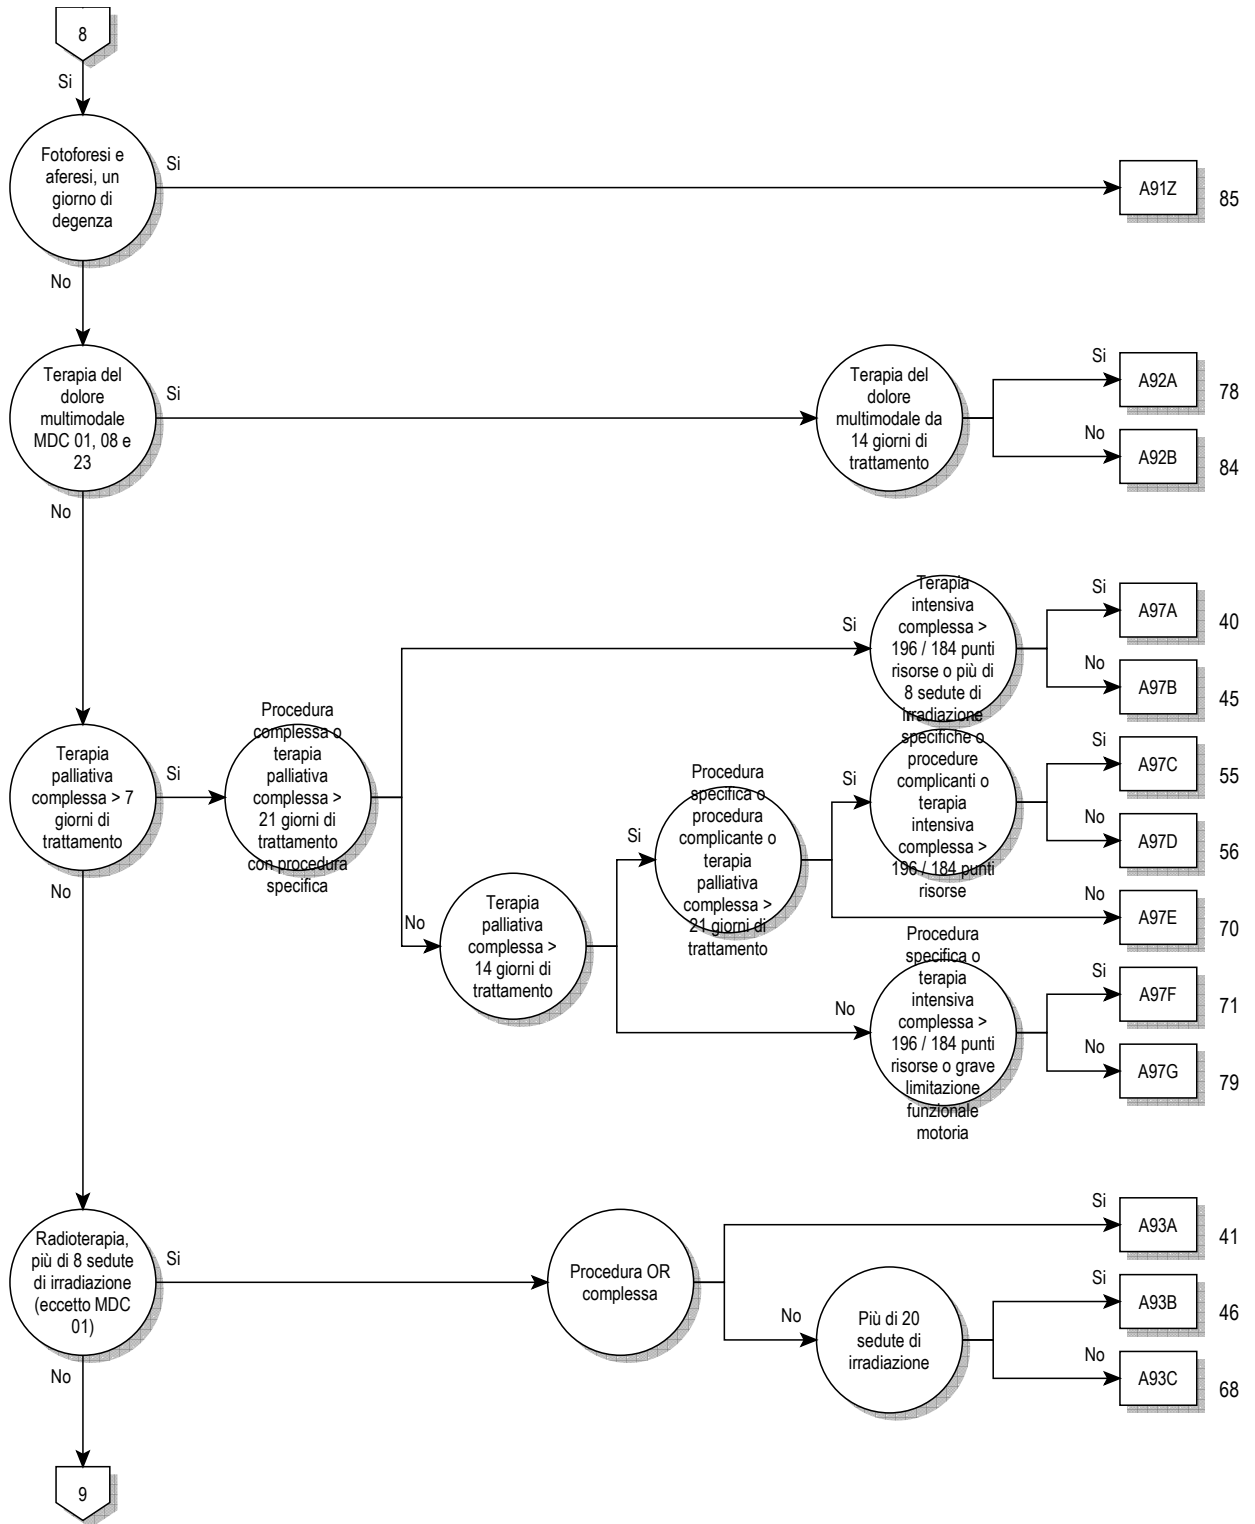 8
Si
Fotoforesi e
aferesi, un
giorno di
degenza
Si
A91Z
85
No
Terapia del
dolore
multimodale
MDC 01, 08 e
23
Si
Terapia del
dolore
multimodale da
14 giorni di
trattamento
Si
A92A
78
No
A92B
84
No
Terapia
palliativa
complessa > 7
giorni di
trattamento
Si
Procedura
complessa o
terapia
palliativa
complessa >
21 giorni di
trattamento
con procedura
specifica
Si
Terapia
intensiva
complessa >
196 / 184 punti
risorse o più di
8 sedute di
irradiazione
Si
A97A
40
No
A97B
45
No
Terapia
palliativa
complessa >
14 giorni di
trattamento
Si
Procedura
specifica o
procedura
complicante o
terapia
palliativa
complessa >
21 giorni di
trattamento
Si
specifiche o
procedure
complicanti o
terapia
intensiva
complessa >
196 / 184 punti
risorse
Si
A97C
55
No
A97D
56
No
A97E
70
No
Procedura
specifica o
terapia
intensiva
complessa >
196 / 184 punti
risorse o grave
limitazione
funzionale
motoria
Si
A97F
71
No
A97G
79
No
Radioterapia,
più di 8 sedute
di irradiazione
(eccetto MDC
01)
Si
Procedura OR
complessa
Si
A93A
41
No
Più di 20
sedute di
irradiazione
Si
A93B
46
No
A93C
68
No
9